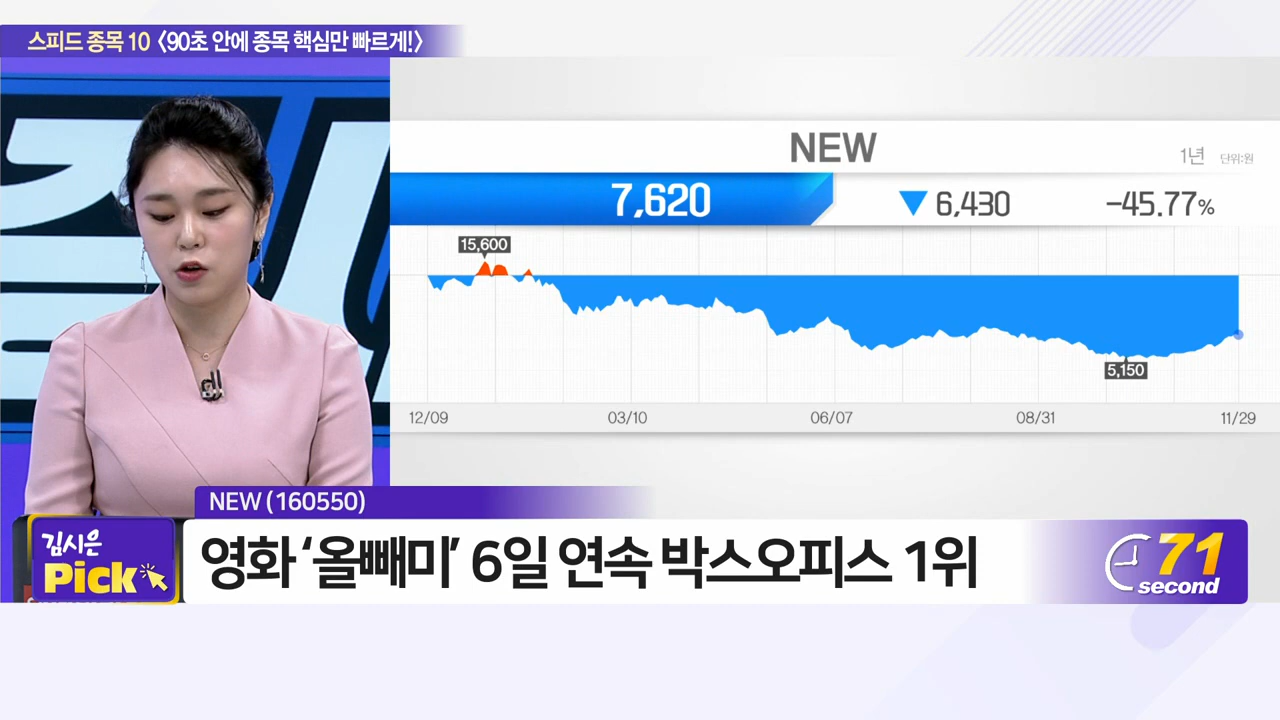 스피드 종목 10 〈90초 안에 종목 핵심만 빠르게!〉
NEW
1년 단위:원
7,620 ▼ 6,430 -45.77%
15,600
5,150
12/09 03/10 06/07 08/31 11/29
NEW (160550)
김시은
Pick
영화 ‘올빼미’ 6일 연속 박스오피스 1위
71
second